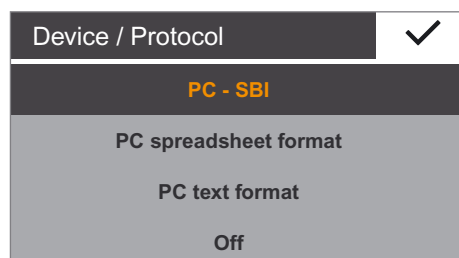 Device / Protocol
PC - SBI
PC spreadsheet format
PC text format
Off